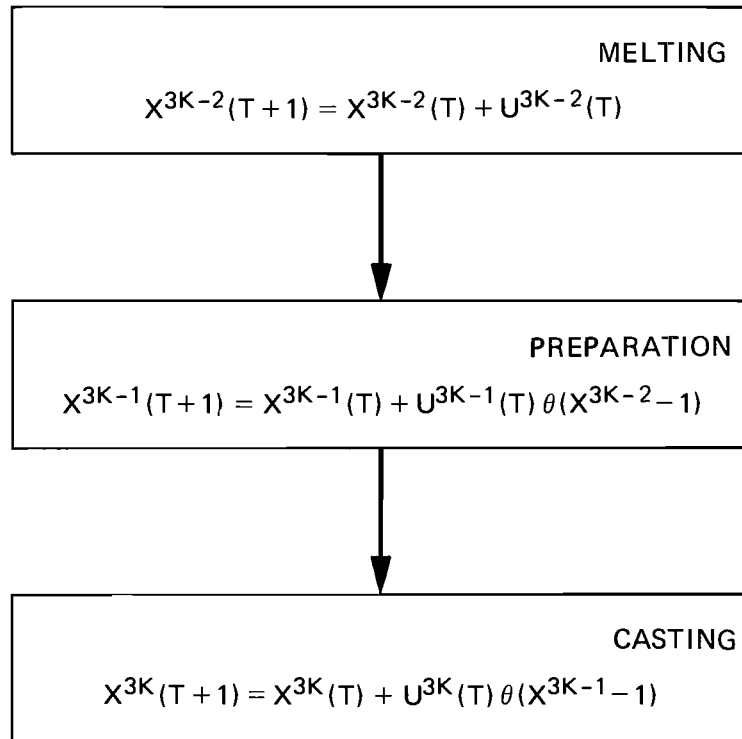 MELTING
X^{3K-2}(T+1) = X^{3K-2}(T) + U^{3K-2}(T)
PREPARATION
X^{3K-1}(T+1) = X^{3K-1}(T) + U^{3K-1}(T) θ(X^{3K-2}-1)
CASTING
X^{3K}(T+1) = X^{3K}(T) + U^{3K}(T) θ(X^{3K-1}-1)